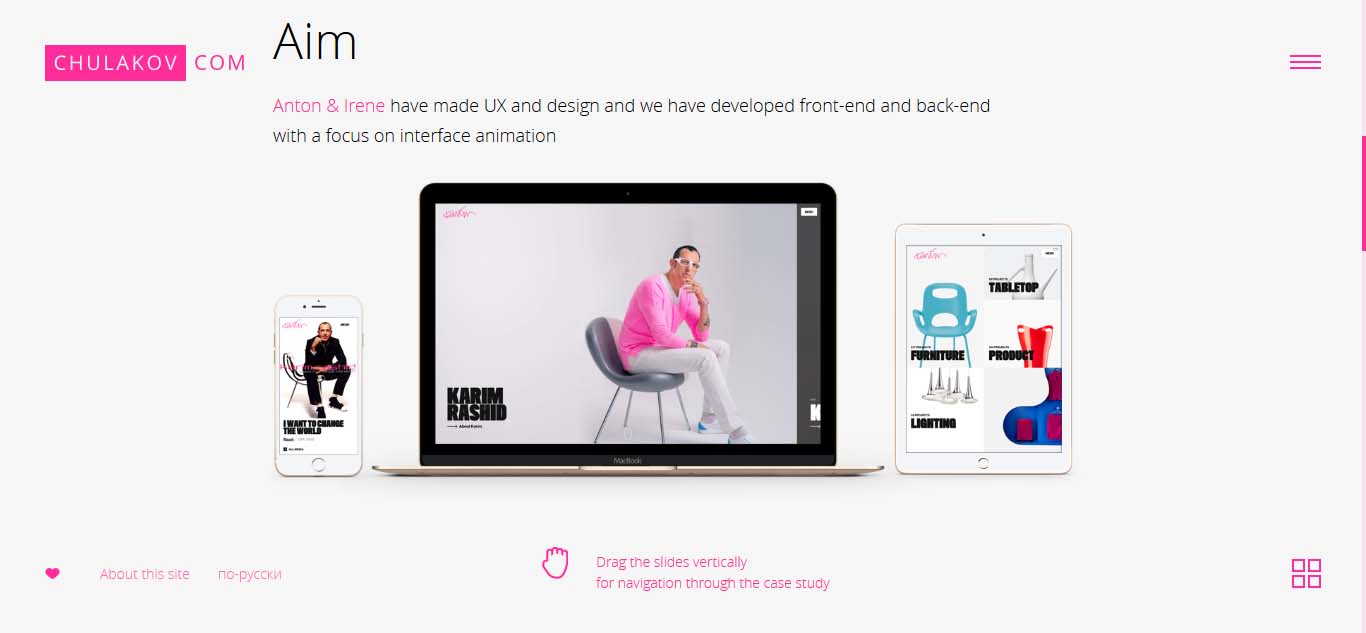 Aim
CHULAKOV COM
Anton & Irene have made UX and design and we have developed front-end and back-end
with a focus on interface animation
MENU
I WANT TO CHANGE
THE WORLD
MENU
KARIM
RASHID
About Karim
MacBook
MENU
TABLETOP
FURNITURE
PRODUCT
LIGHTING
Drag the slides vertically
for navigation through the case study
About this site
по-русски